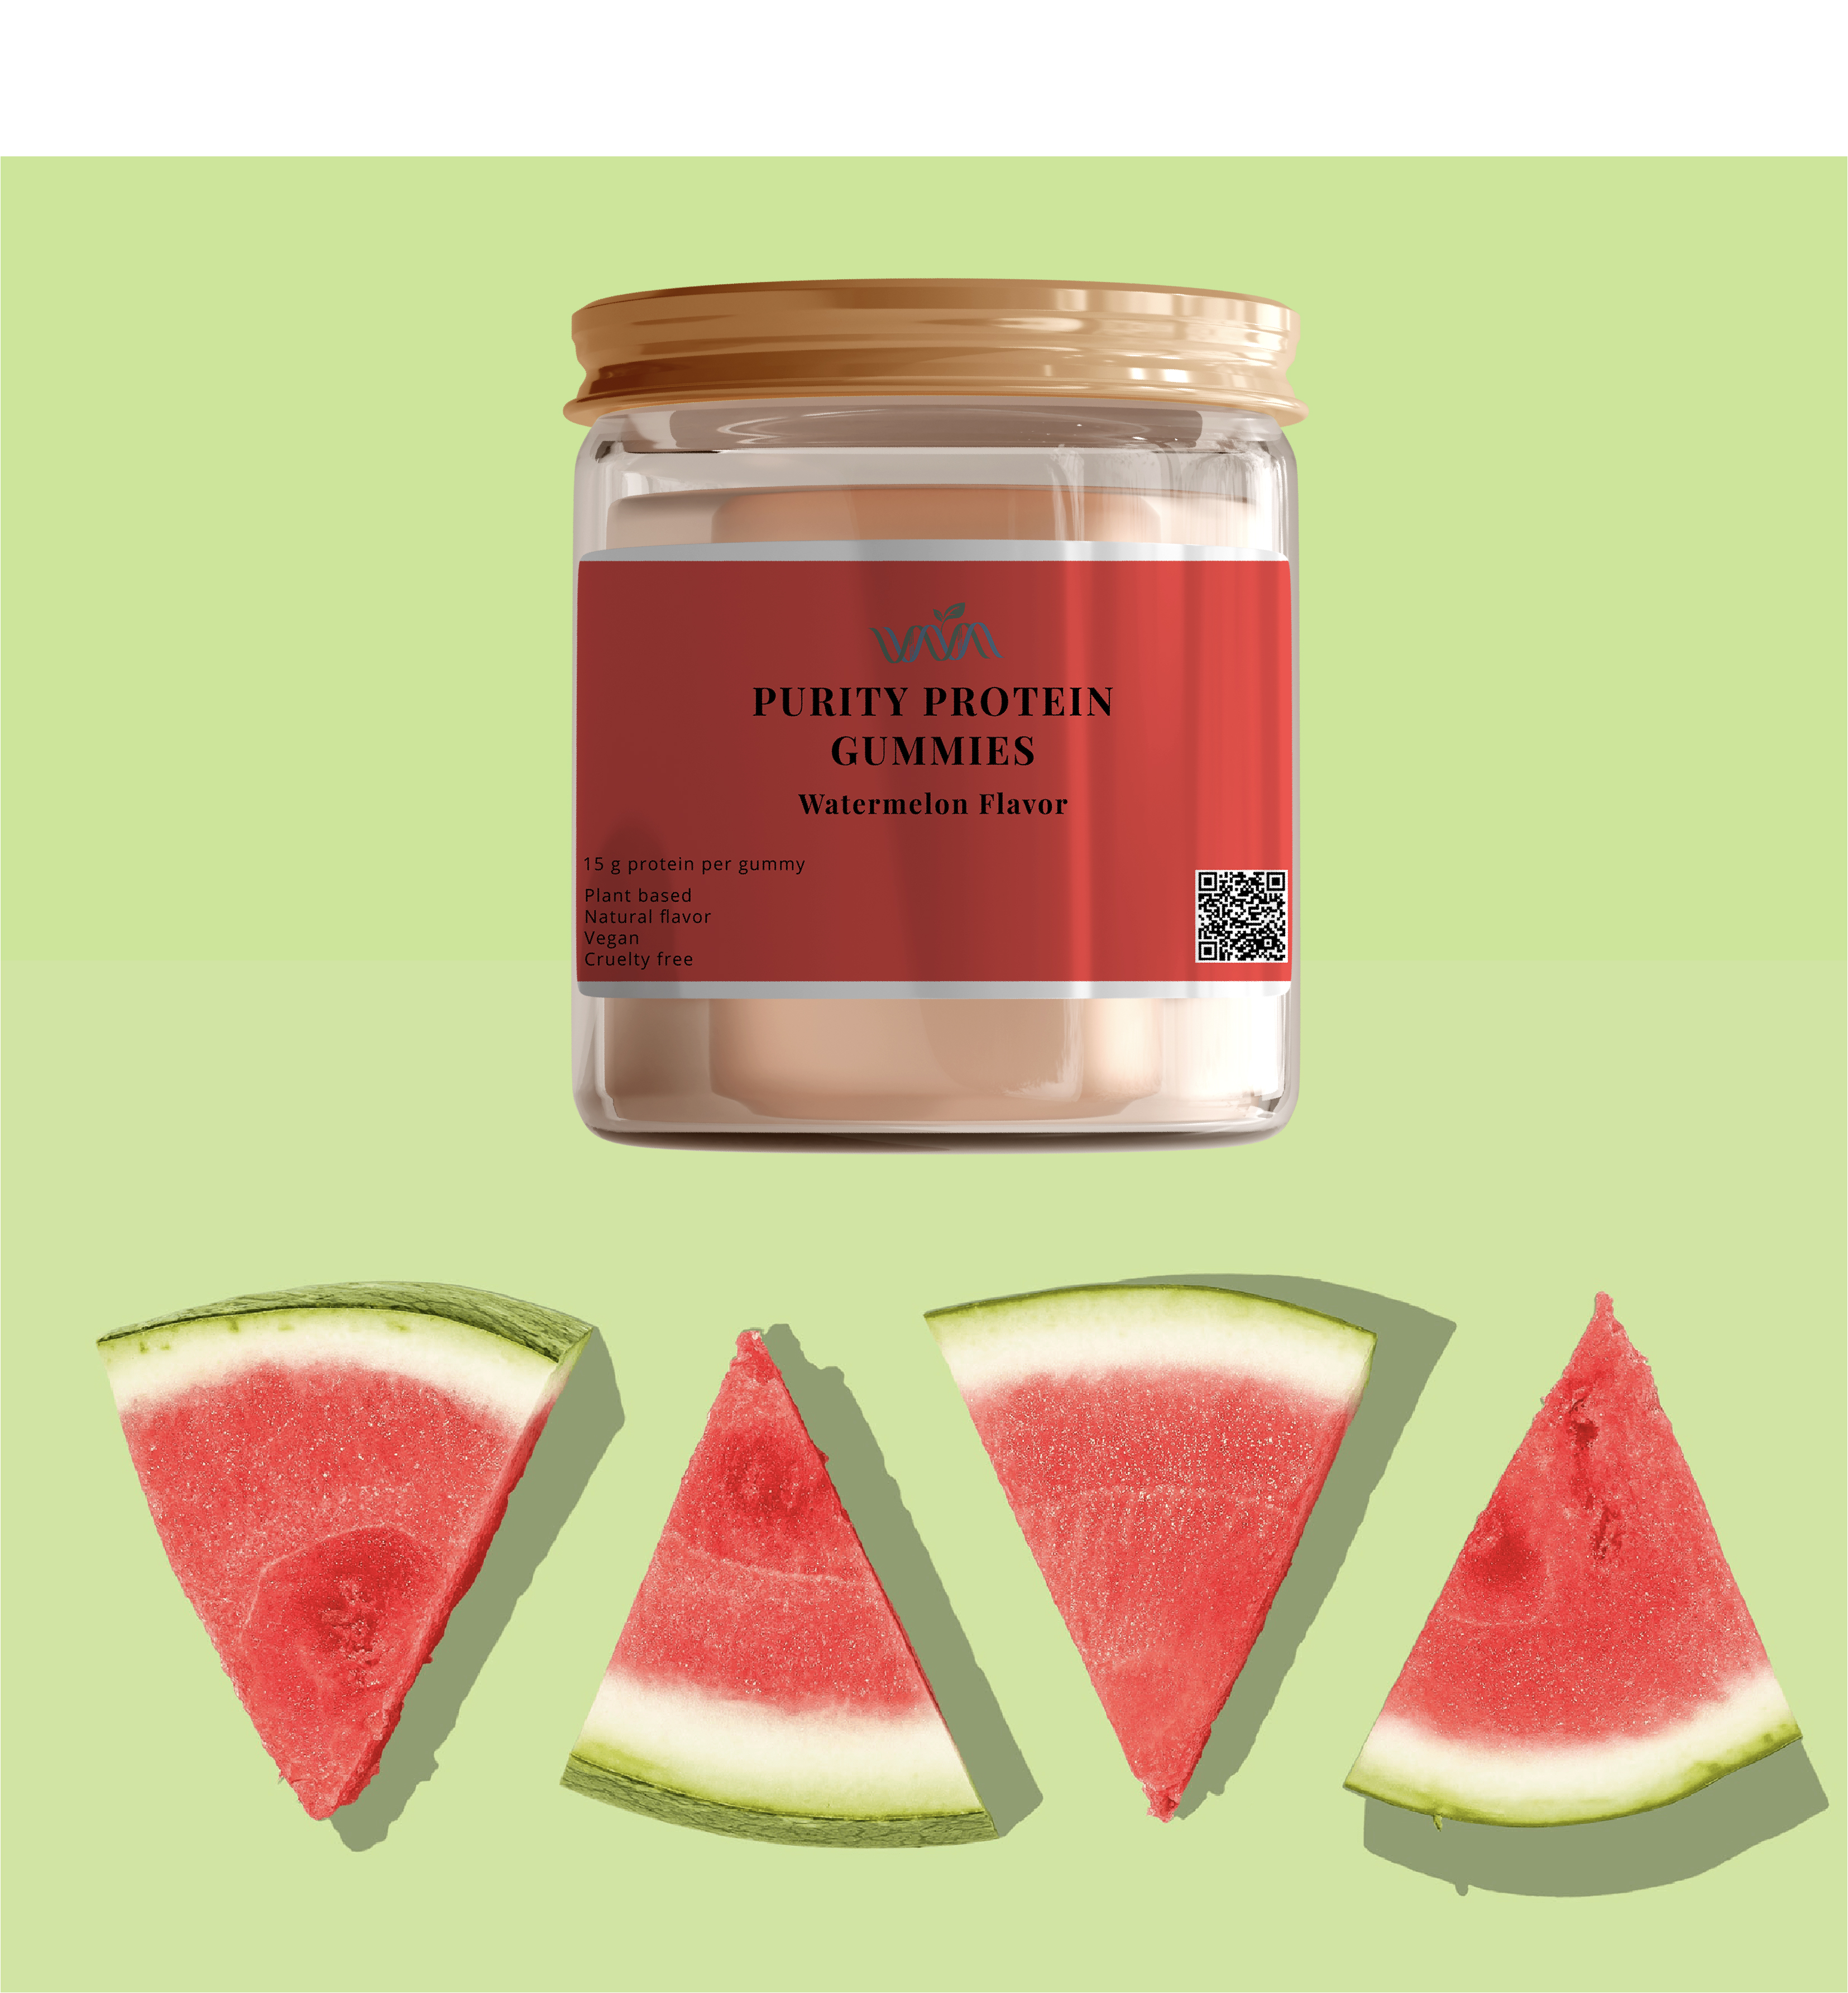 PURITY PROTEIN
GUMMIES
Watermelon Flavor
15 g protein per gummy
Plant based
Natural flavor
Vegan
Cruelty free